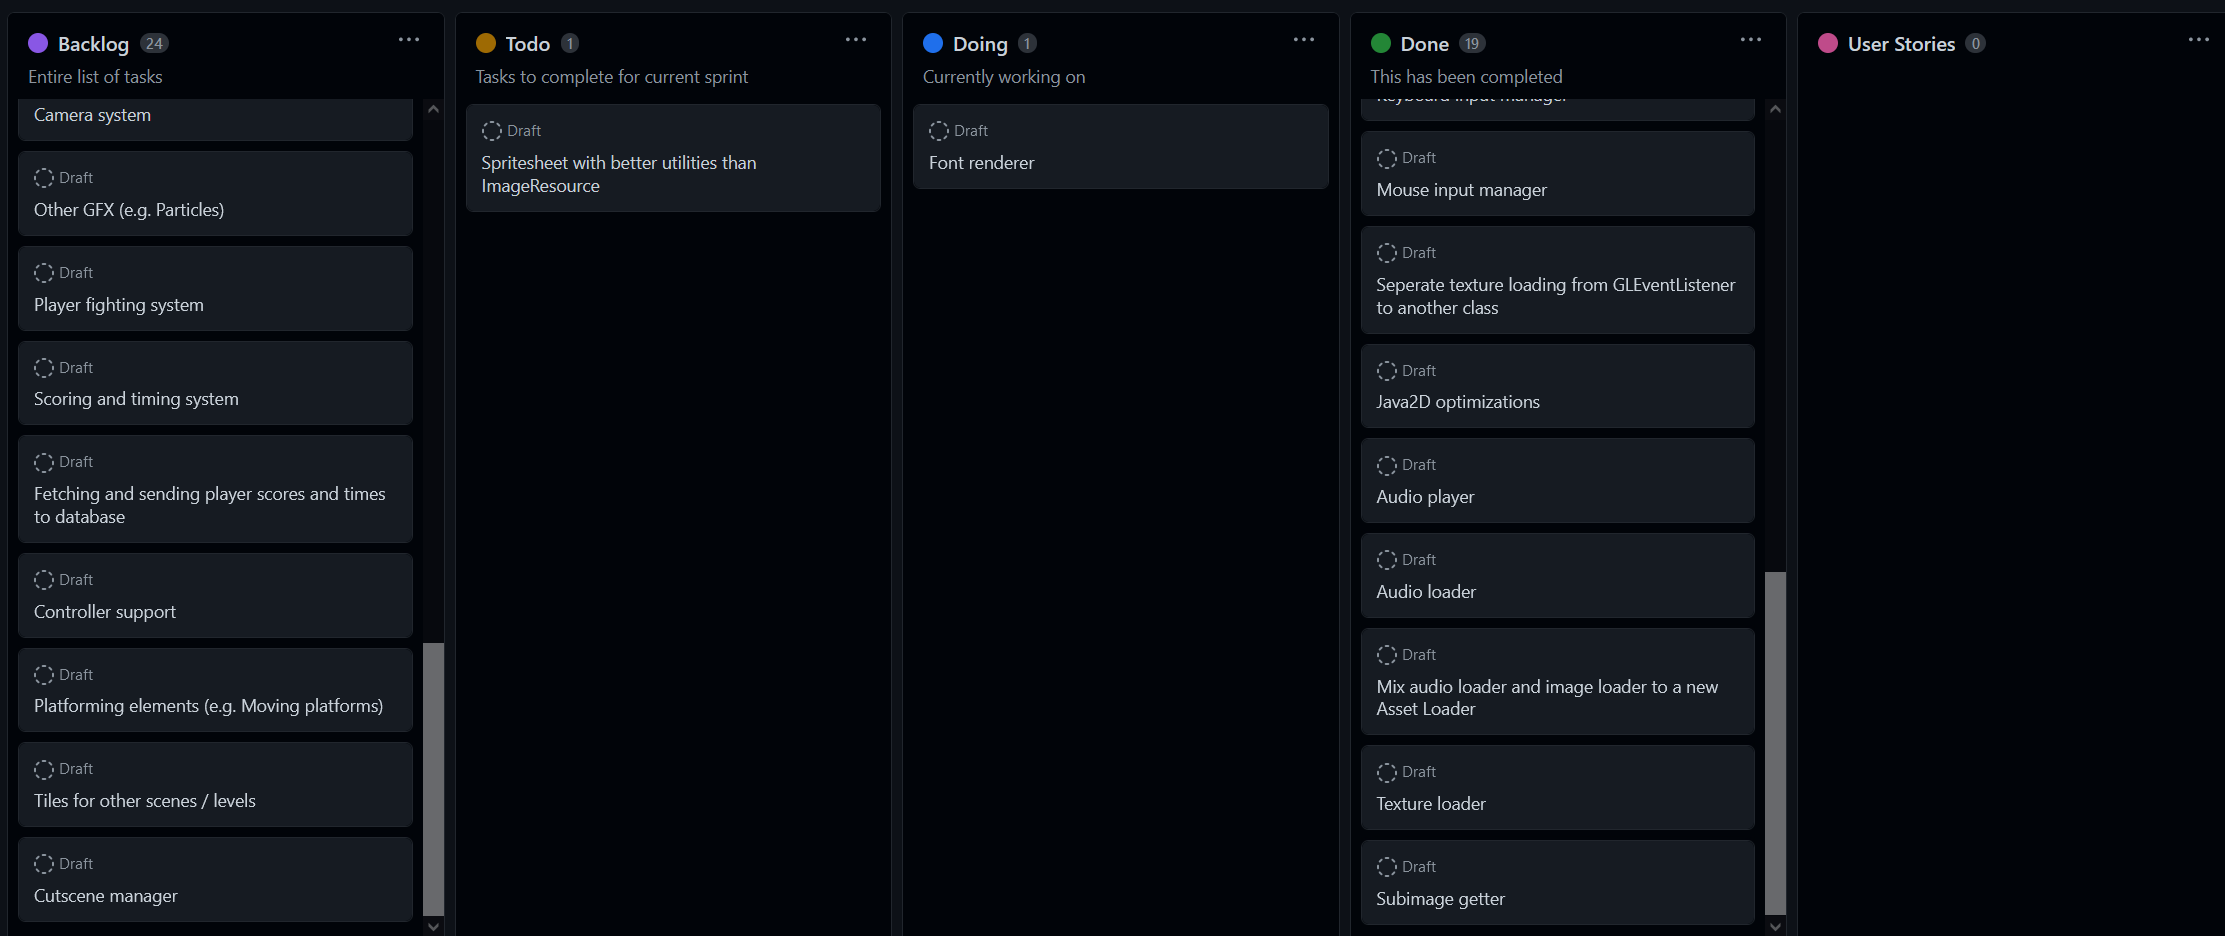 Backlog 24
Entire list of tasks
Camera system
Draft
Other GFX (e.g. Particles)
Draft
Player fighting system
Draft
Scoring and timing system
Draft
Fetching and sending player scores and times
to database
Draft
Controller support
Draft
Platforming elements (e.g. Moving platforms)
Draft
Tiles for other scenes / levels
Draft
Cutscene manager
Todo 1
Tasks to complete for current sprint
Draft
Spritesheet with better utilities than
ImageResource
Doing 1
Currently working on
Draft
Font renderer
Done 19
This has been completed
Keyboard input manager
Draft
Mouse input manager
Draft
Seperate texture loading from GLEventListener
to another class
Draft
Java2D optimizations
Draft
Audio player
Draft
Audio loader
Draft
Mix audio loader and image loader to a new
Asset Loader
Draft
Texture loader
Draft
Subimage getter
User Stories 0